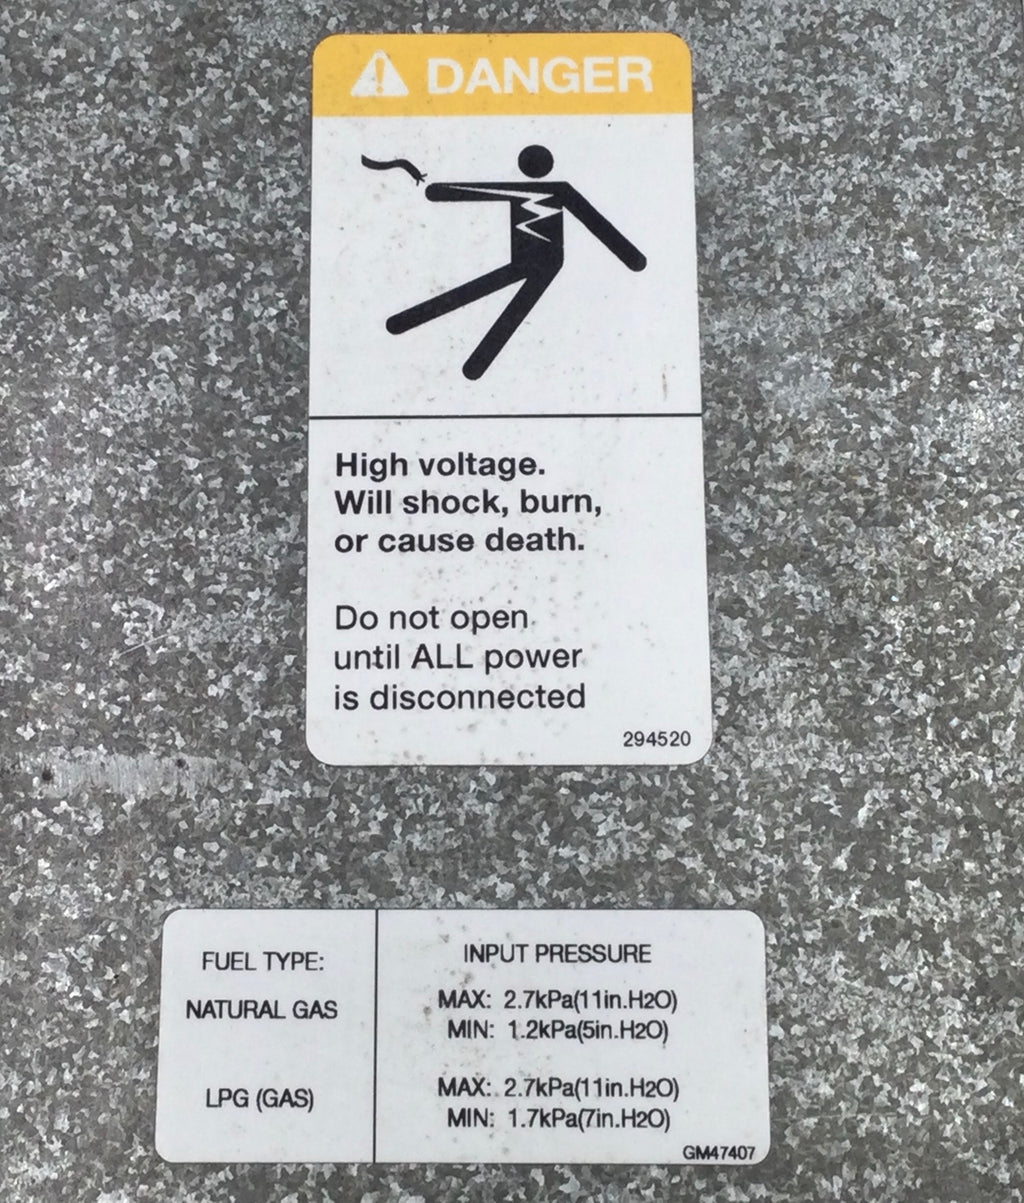 DANGER
High voltage.
Will shock, burn,
or cause death.
Do not open
until ALL power
is disconnected
294520
FUEL TYPE:
INPUT PRESSURE
NATURAL GAS
MAX: 2.7kPa(11in.H2O)
MIN: 1.2kPa(5in.H2O)
LPG (GAS)
MAX: 2.7kPa(11in.H2O)
MIN: 1.7kPa(7in.H2O)
GM47407